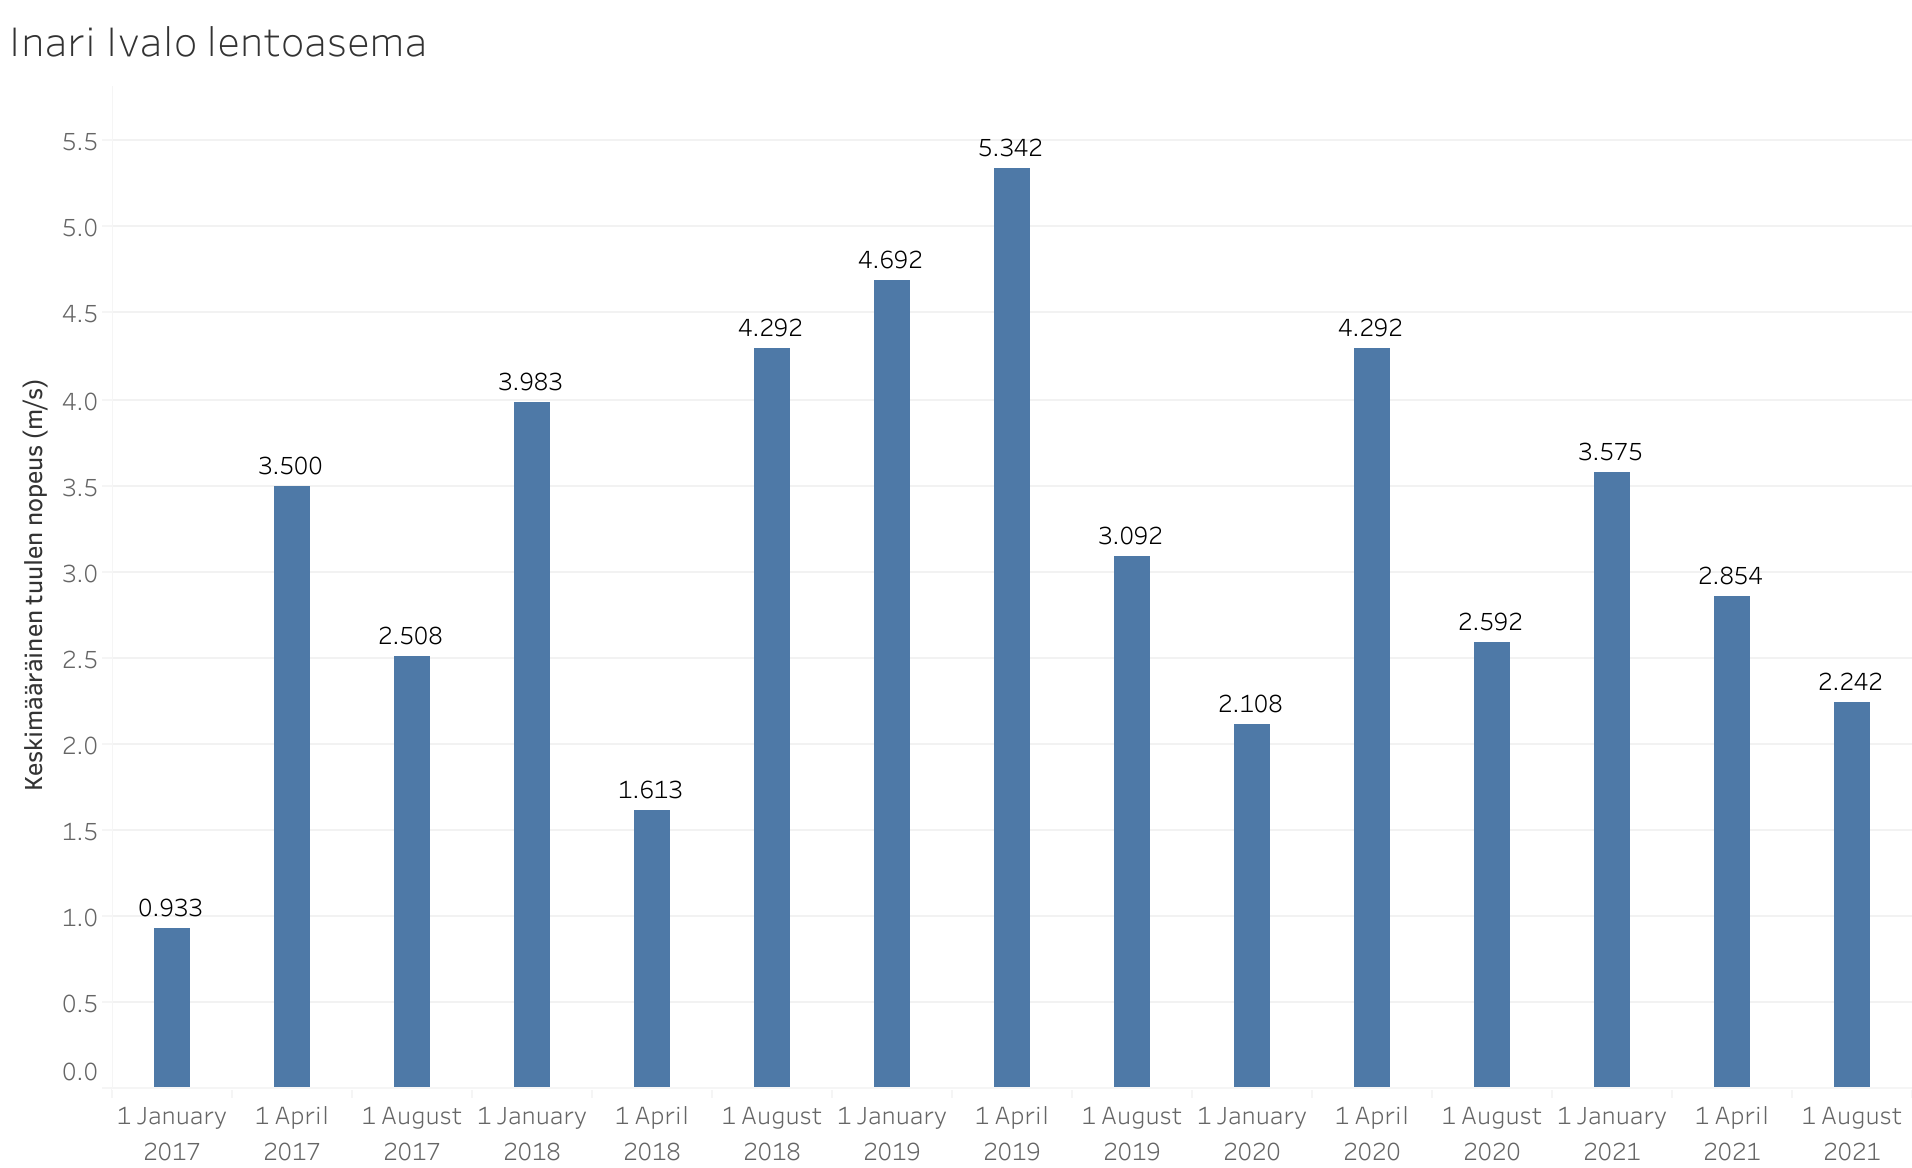 Inari Ivalo lentoasema
Keskimääräinen tuulen nopeus (m/s)
5.5
5.0
4.5
4.0
3.5
3.0
2.5
2.0
1.5
1.0
0.5
0.0
0.933
3.500
2.508
3.983
1.613
4.292
4.692
5.342
3.092
2.108
4.292
2.592
3.575
2.854
2.242
1 January
2017
1 April
2017
1 August
2017
1 January
2018
1 April
2018
1 August
2018
1 January
2019
1 April
2019
1 August
2019
1 January
2020
1 April
2020
1 August
2020
1 January
2021
1 April
2021
1 August
2021